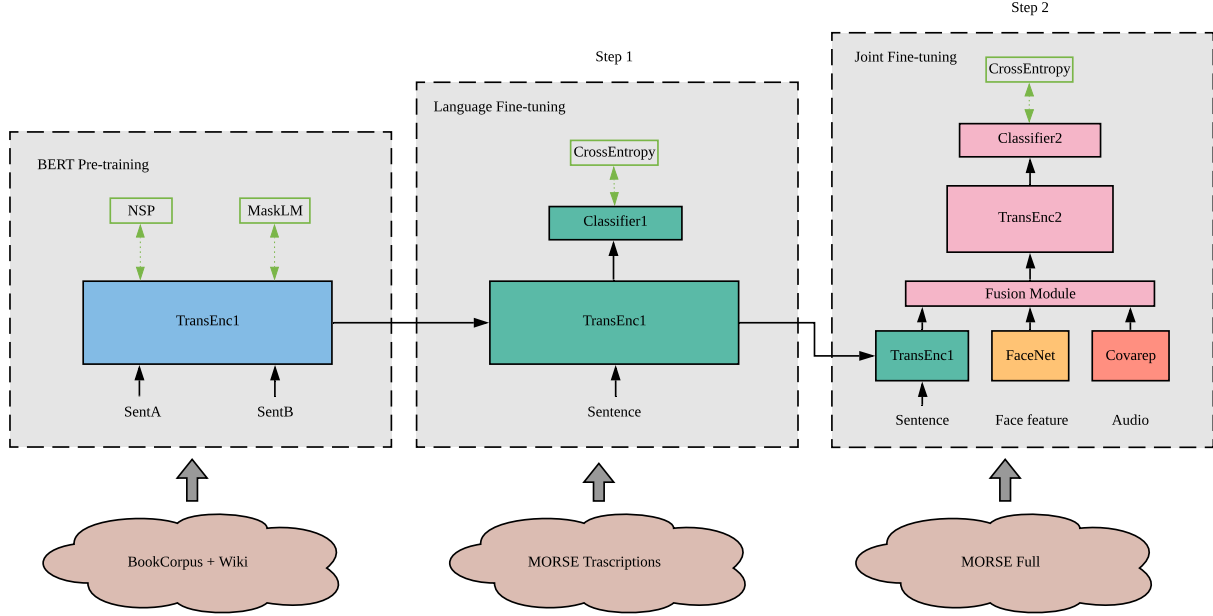 Step 2
Step 1
BERT Pre-training
NSP
MaskLM
TransEnc1
SentA
SentB
BookCorpus + Wiki
Language Fine-tuning
CrossEntropy
Classifier1
TransEnc1
Sentence
MORSE Trascriptions
Joint Fine-tuning
CrossEntropy
Classifier2
TransEnc2
Fusion Module
TransEnc1
FaceNet
Covarep
Sentence
Face feature
Audio
MORSE Full